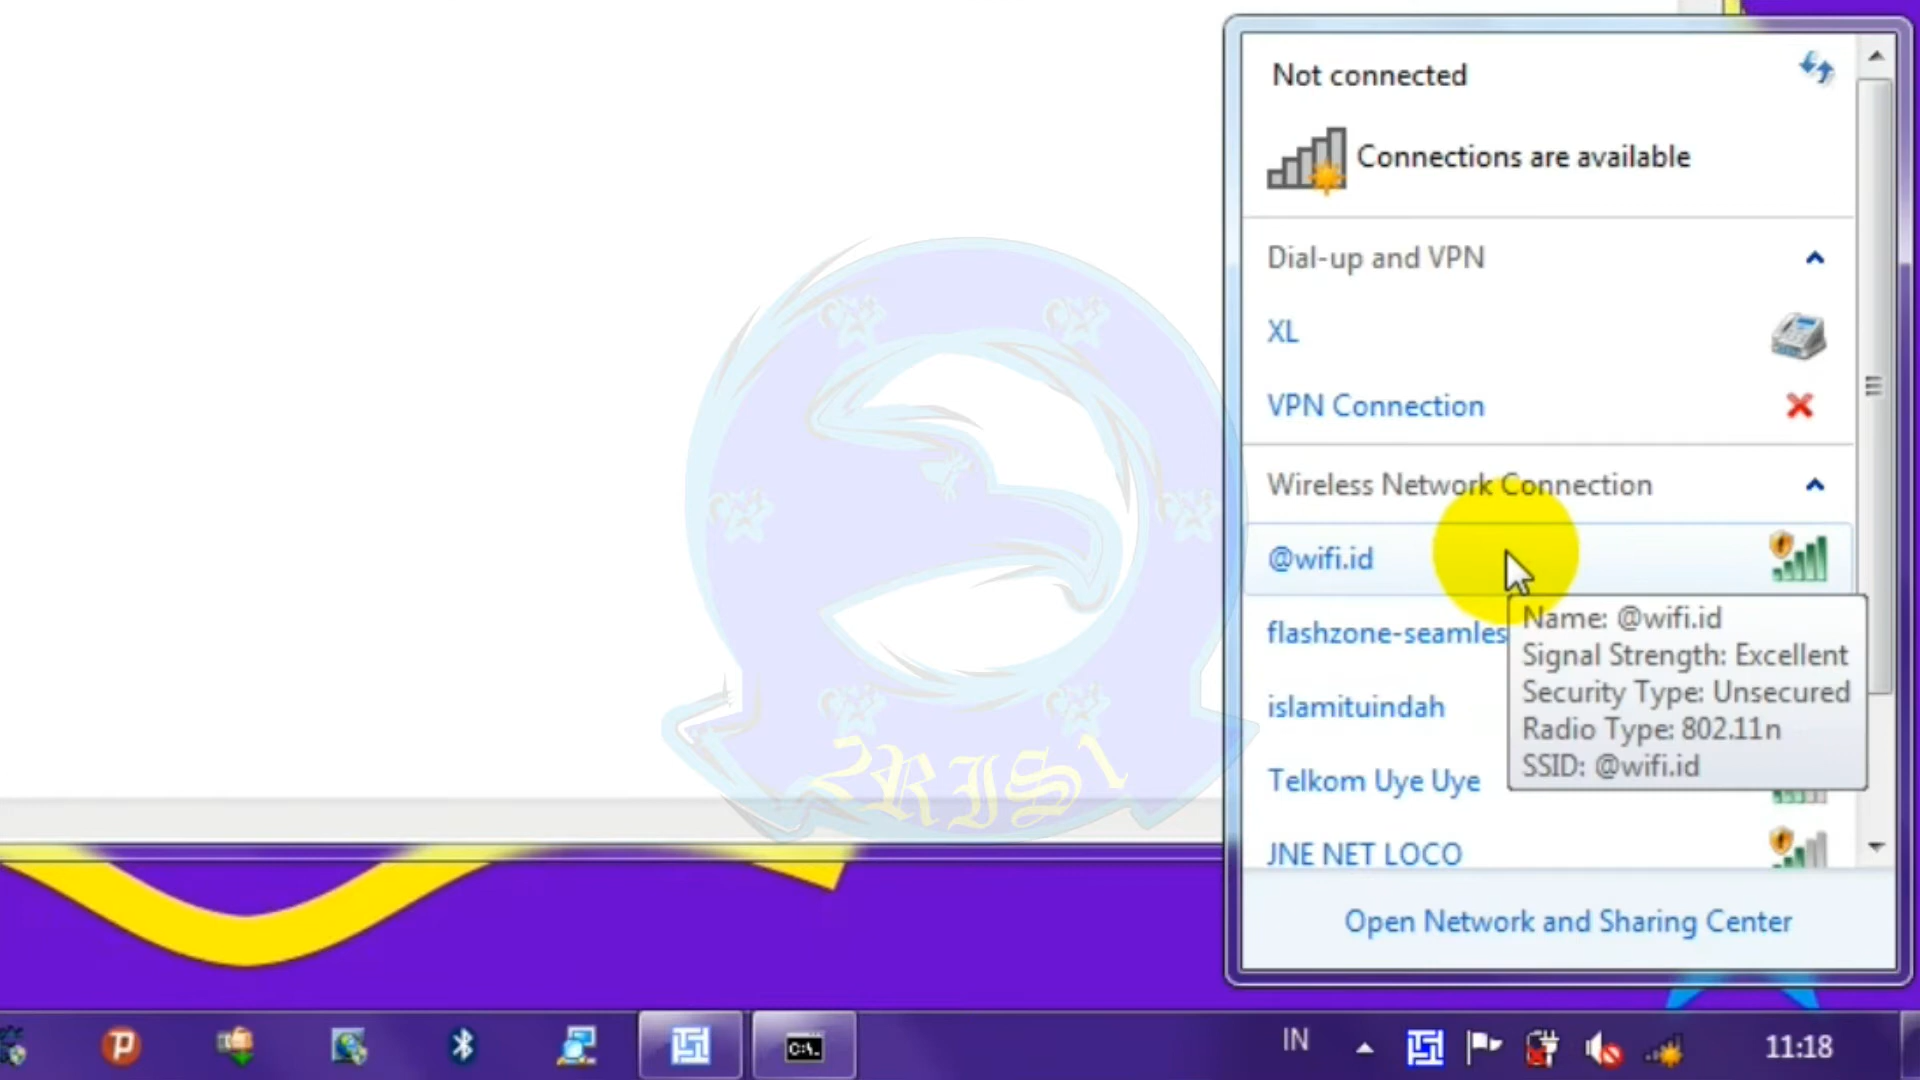 Not connected
Connections are available
Dial-up and VPN
XL
VPN Connection
Wireless Network Connection
@wifi.id
Name: @wifi.id
flashzone-seamles
Signal Strength: Excellent
Security Type: Unsecured
islamituindah
Radio Type: 802.11n
SSID: @wifi.id
Telkom Uye Uye
2RIS1
JNE NET LOCO
Open Network and Sharing Center
C:\.
IN
11:18